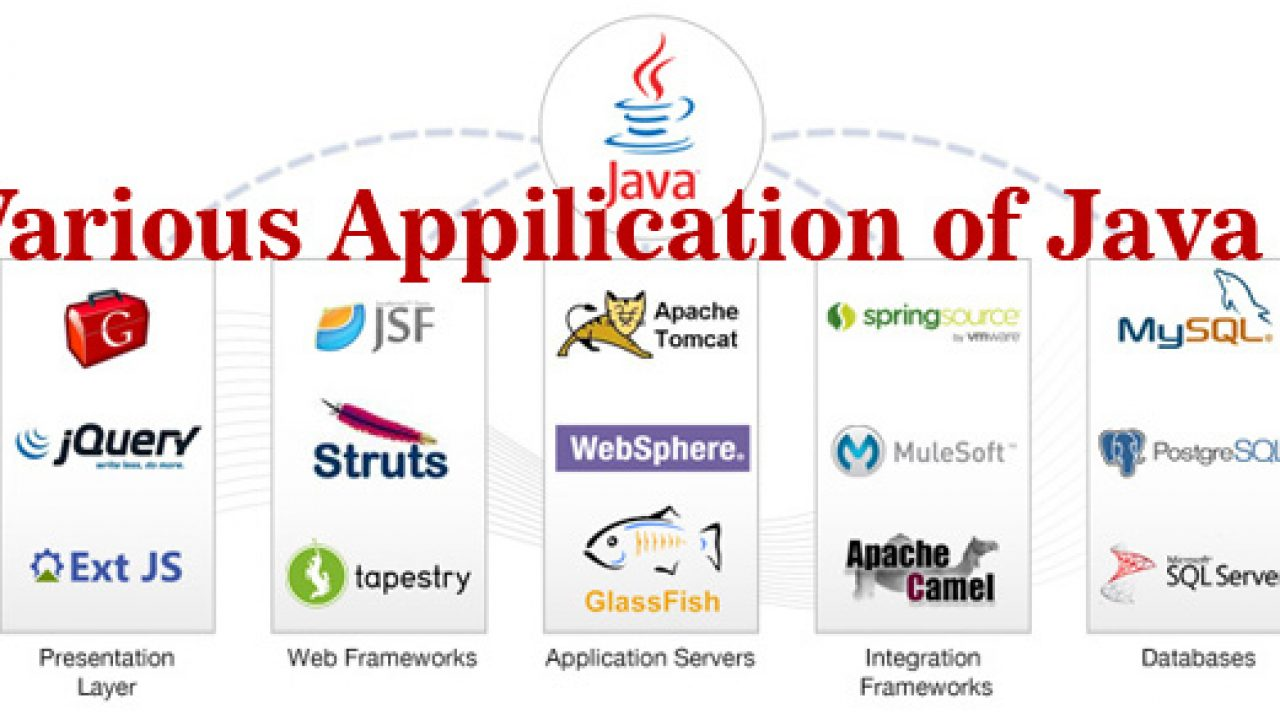 Java
Various Appilication of Java
G
JSF
Apache
Tomcat
springsource
by vmware
MySQL®
jQuery
write less, do more.
Struts
WebSphere®
MuleSoft™
PostgreSQL
Ext JS
tapestry
GlassFish
Apache
Camel
Microsoft®
SQL Server
Presentation
Layer
Web Frameworks
Application Servers
Integration
Frameworks
Databases